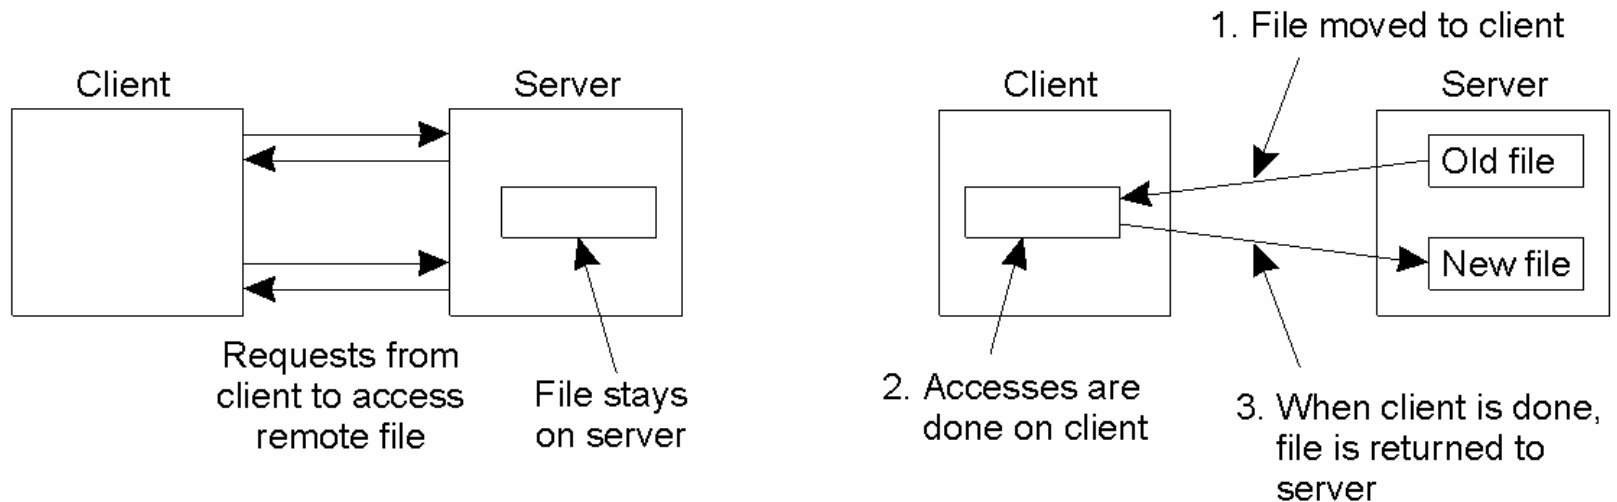 Client
Server
Requests from
client to access
remote file
File stays
on server
1. File moved to client
Client
Server
Old file
New file
2. Accesses are
done on client
3. When client is done,
file is returned to
server